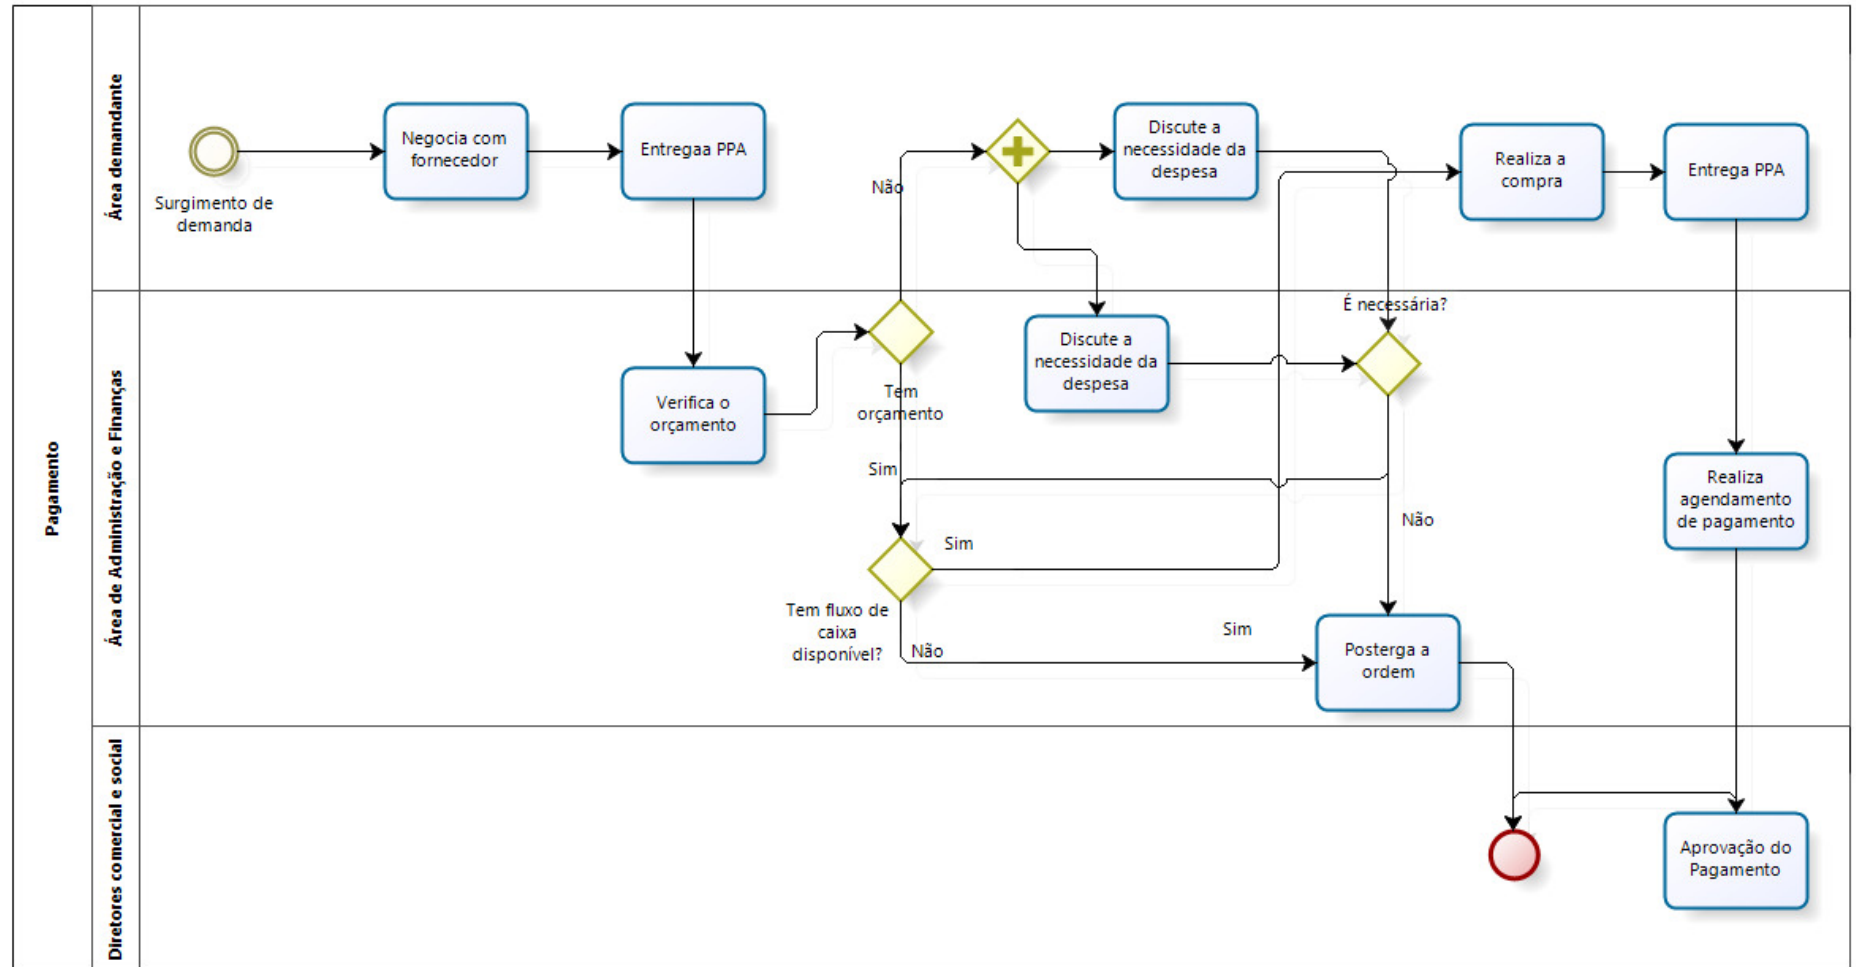 Pagamento
Área demandante
Surgimento de
demanda
Negocia com
fornecedor
Entregaa PPA
Não
Discute a
necessidade da
despesa
Realiza a
compra
Entrega PPA
Área de Administração e Finanças
Verifica o
orçamento
Tem
orçamento
Discute a
necessidade da
despesa
É necessária?
Sim
Não
Sim
Tem fluxo de
caixa
disponível?
Não
Sim
Posterga a
ordem
Realiza
agendamento
de pagamento
Diretores comercial e social
Aprovação do
Pagamento